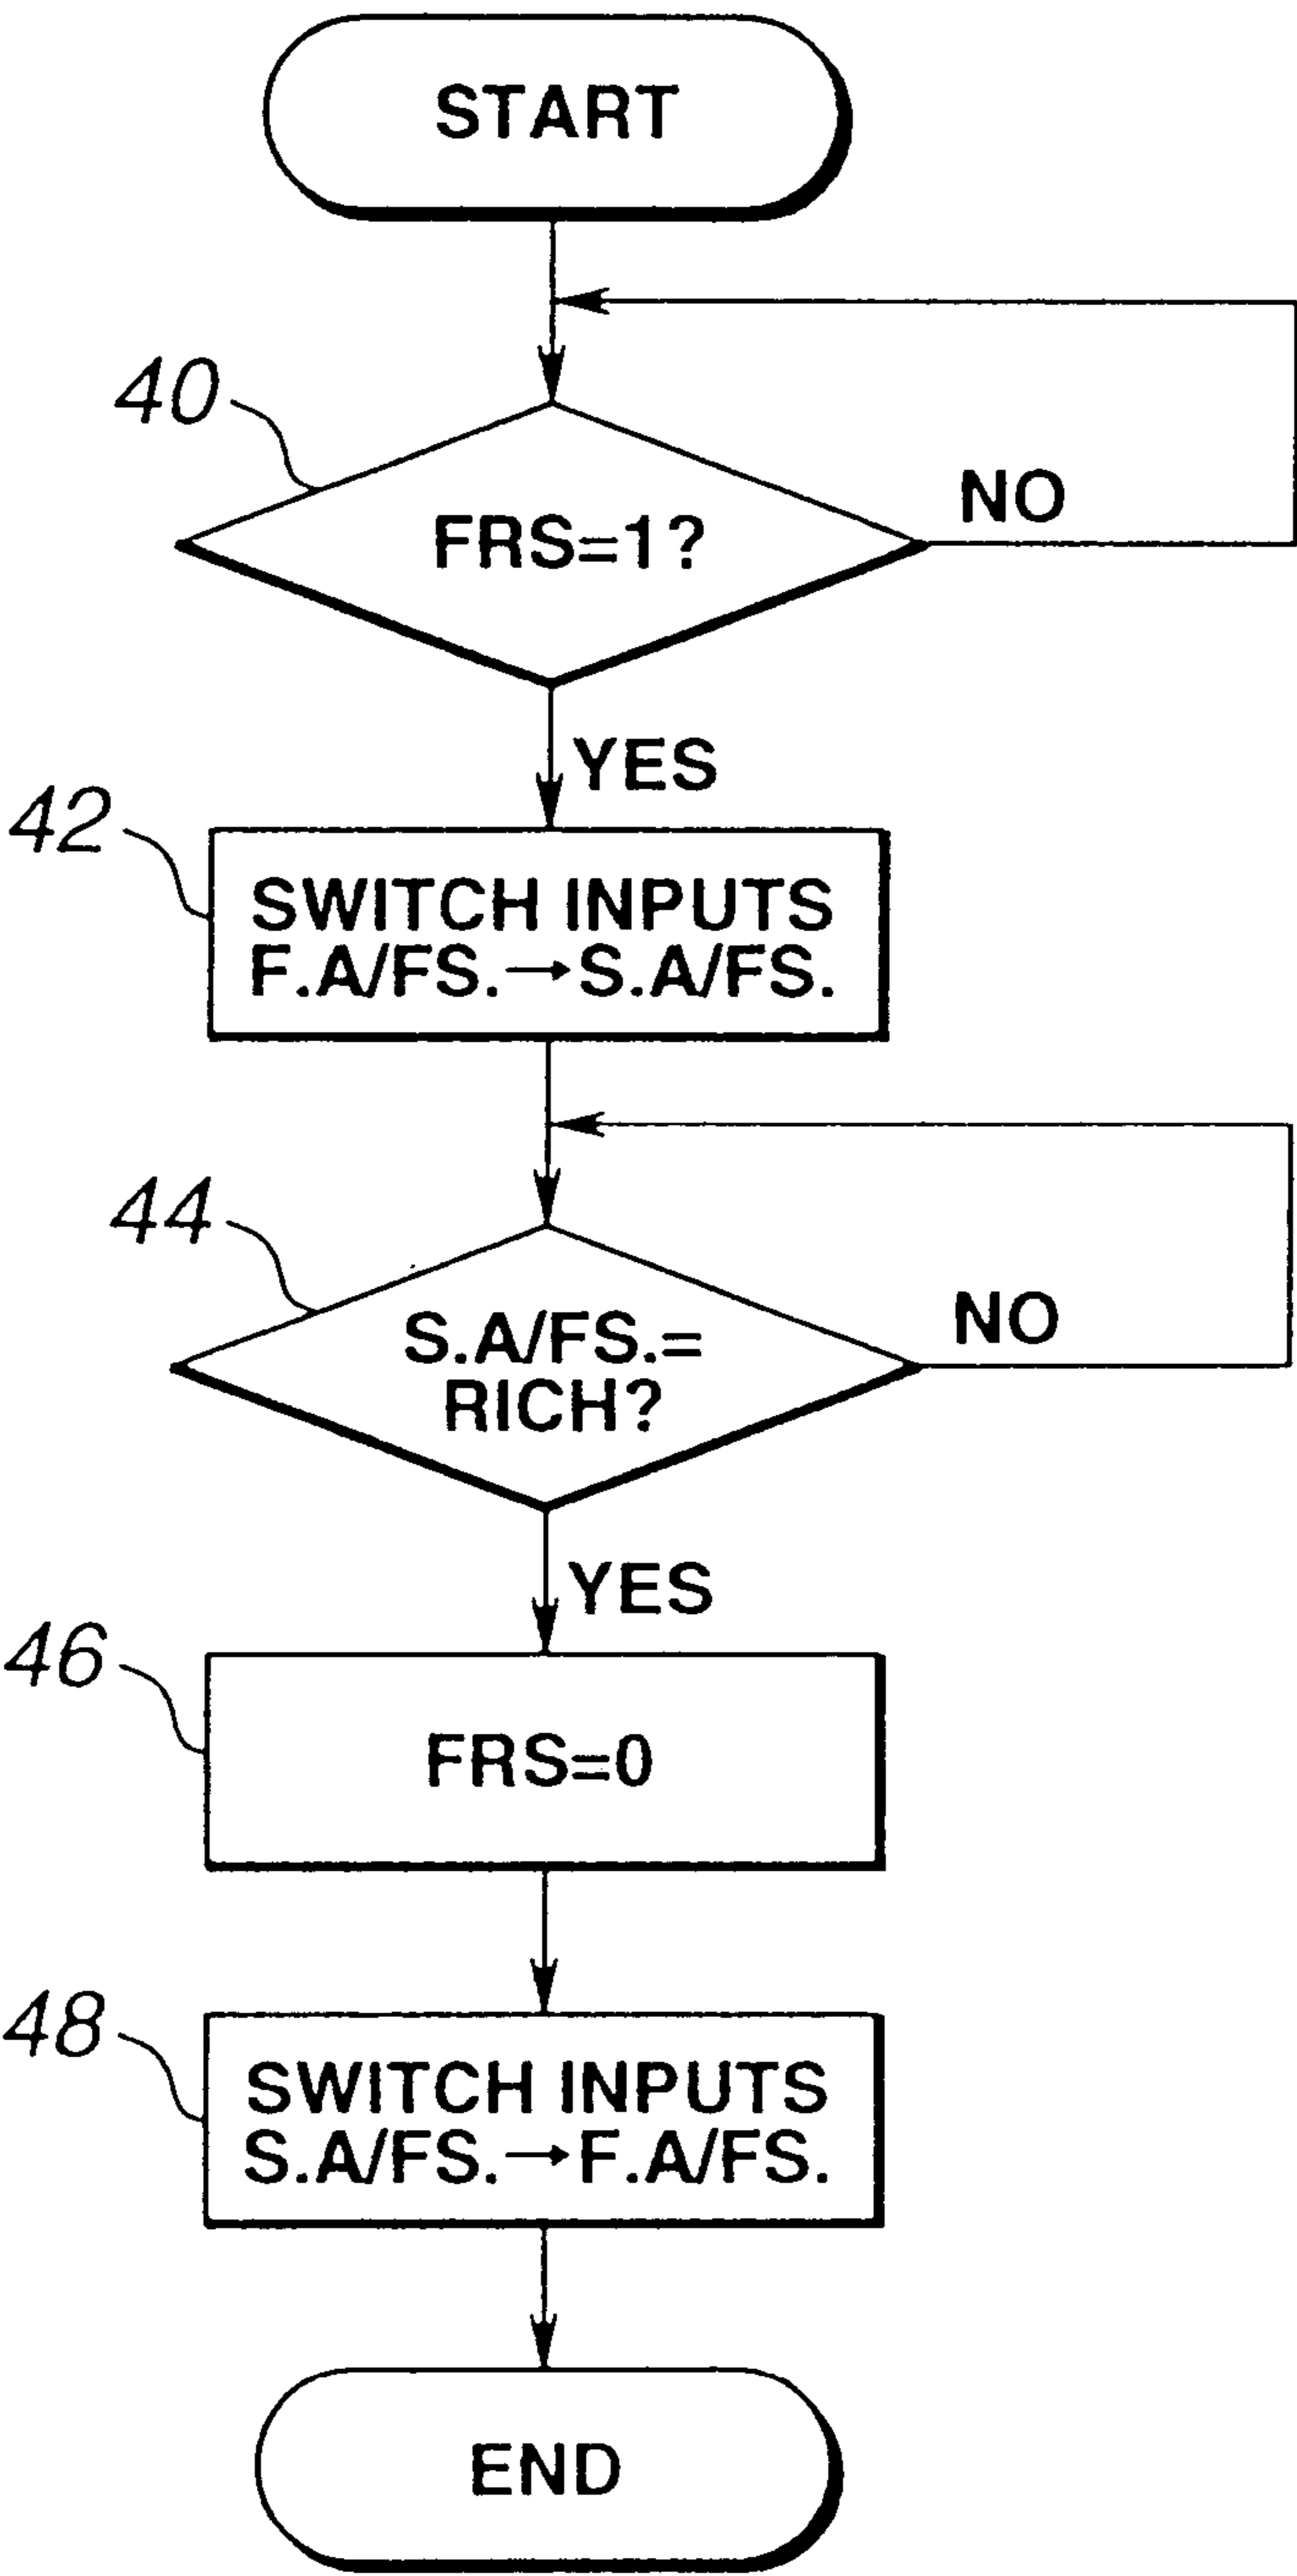 START
40
NO
FRS=1?
YES
42
SWITCH INPUTS
F.A/FS.→S.A/FS.
44
NO
S.A/FS.=
RICH?
YES
46
FRS=0
48
SWITCH INPUTS
S.A/FS.→F.A/FS.
END